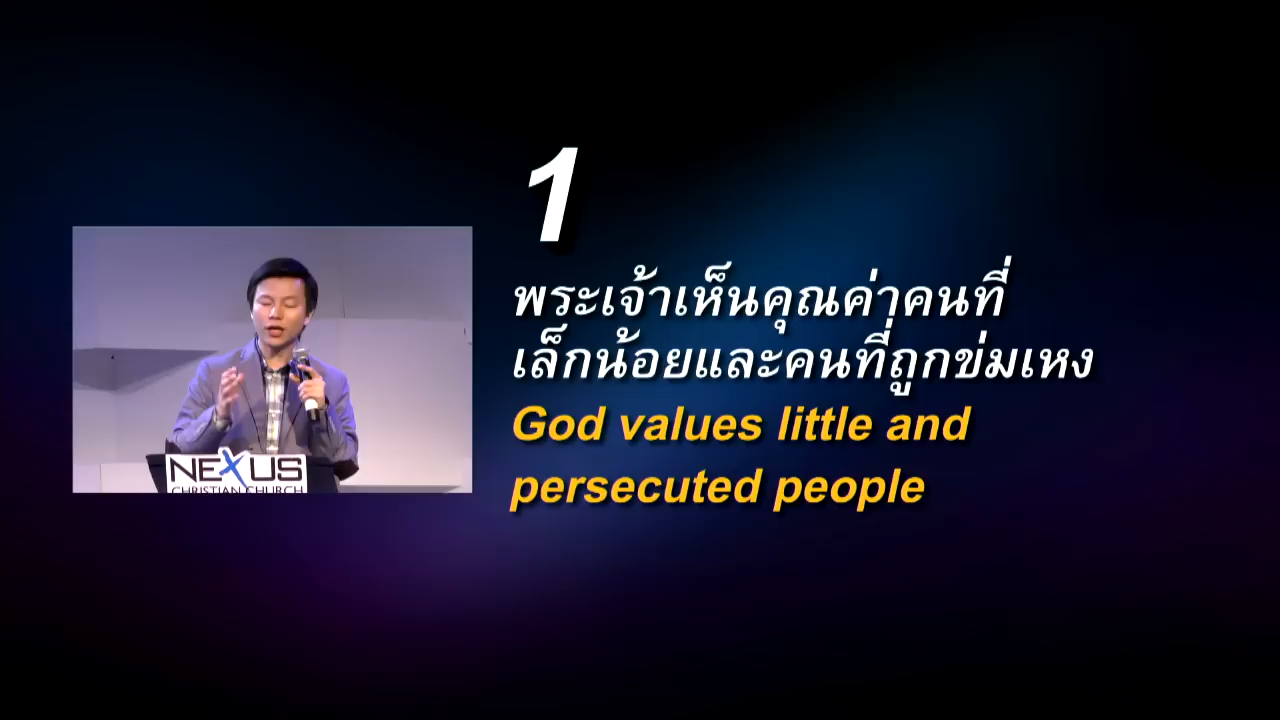 1
พระเจ้าเห็นคุณค่าคนที่
เล็กน้อยและคนที่ถูกข่มเหง
God values little and
persecuted people
NEXUS
CHRISTIAN CHURCH